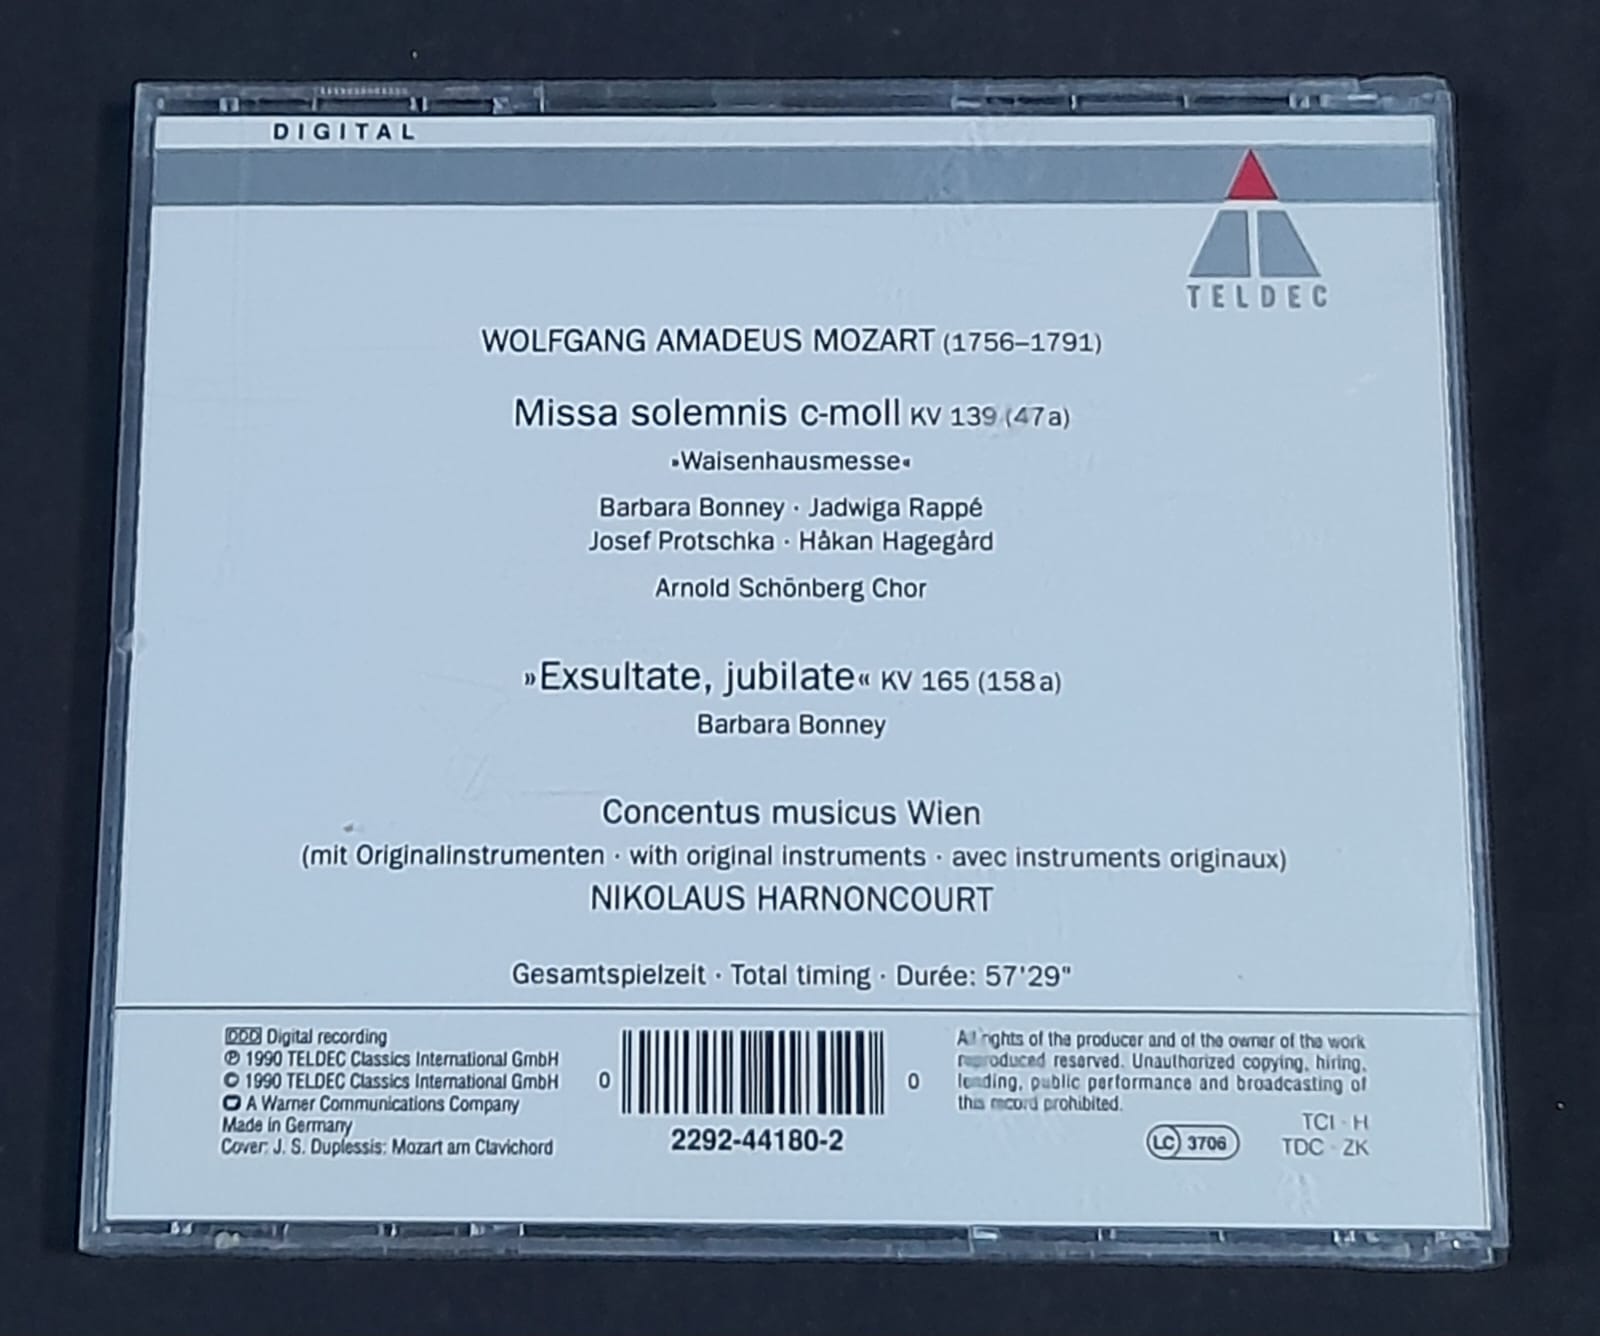 DIGITAL
TELDEC
WOLFGANG AMADEUS MOZART (1756–1791)
Missa solemnis c-moll KV 139 (47a)
»Waisenhausmesse«
Barbara Bonney · Jadwiga Rappé
Josef Protschka · Håkan Hagegård
Arnold Schönberg Chor
»Exsultate, jubilate« KV 165 (158a)
Barbara Bonney
Concentus musicus Wien
(mit Originalinstrumenten · with original instruments · avec instruments originaux)
NIKOLAUS HARNONCOURT
Gesamtspielzeit · Total timing · Durée: 57'29"
DDD Digital recording
℗ 1990 TELDEC Classics International GmbH
© 1990 TELDEC Classics International GmbH
A Warner Communications Company
Made in Germany
Cover: J. S. Duplessis: Mozart am Clavichord
0 0
2292-44180-2
All rights of the producer and of the owner of the work
reproduced reserved. Unauthorized copying, hiring,
lending, public performance and broadcasting of
this record prohibited.
LC 3706
TCI · H
TDC · ZK